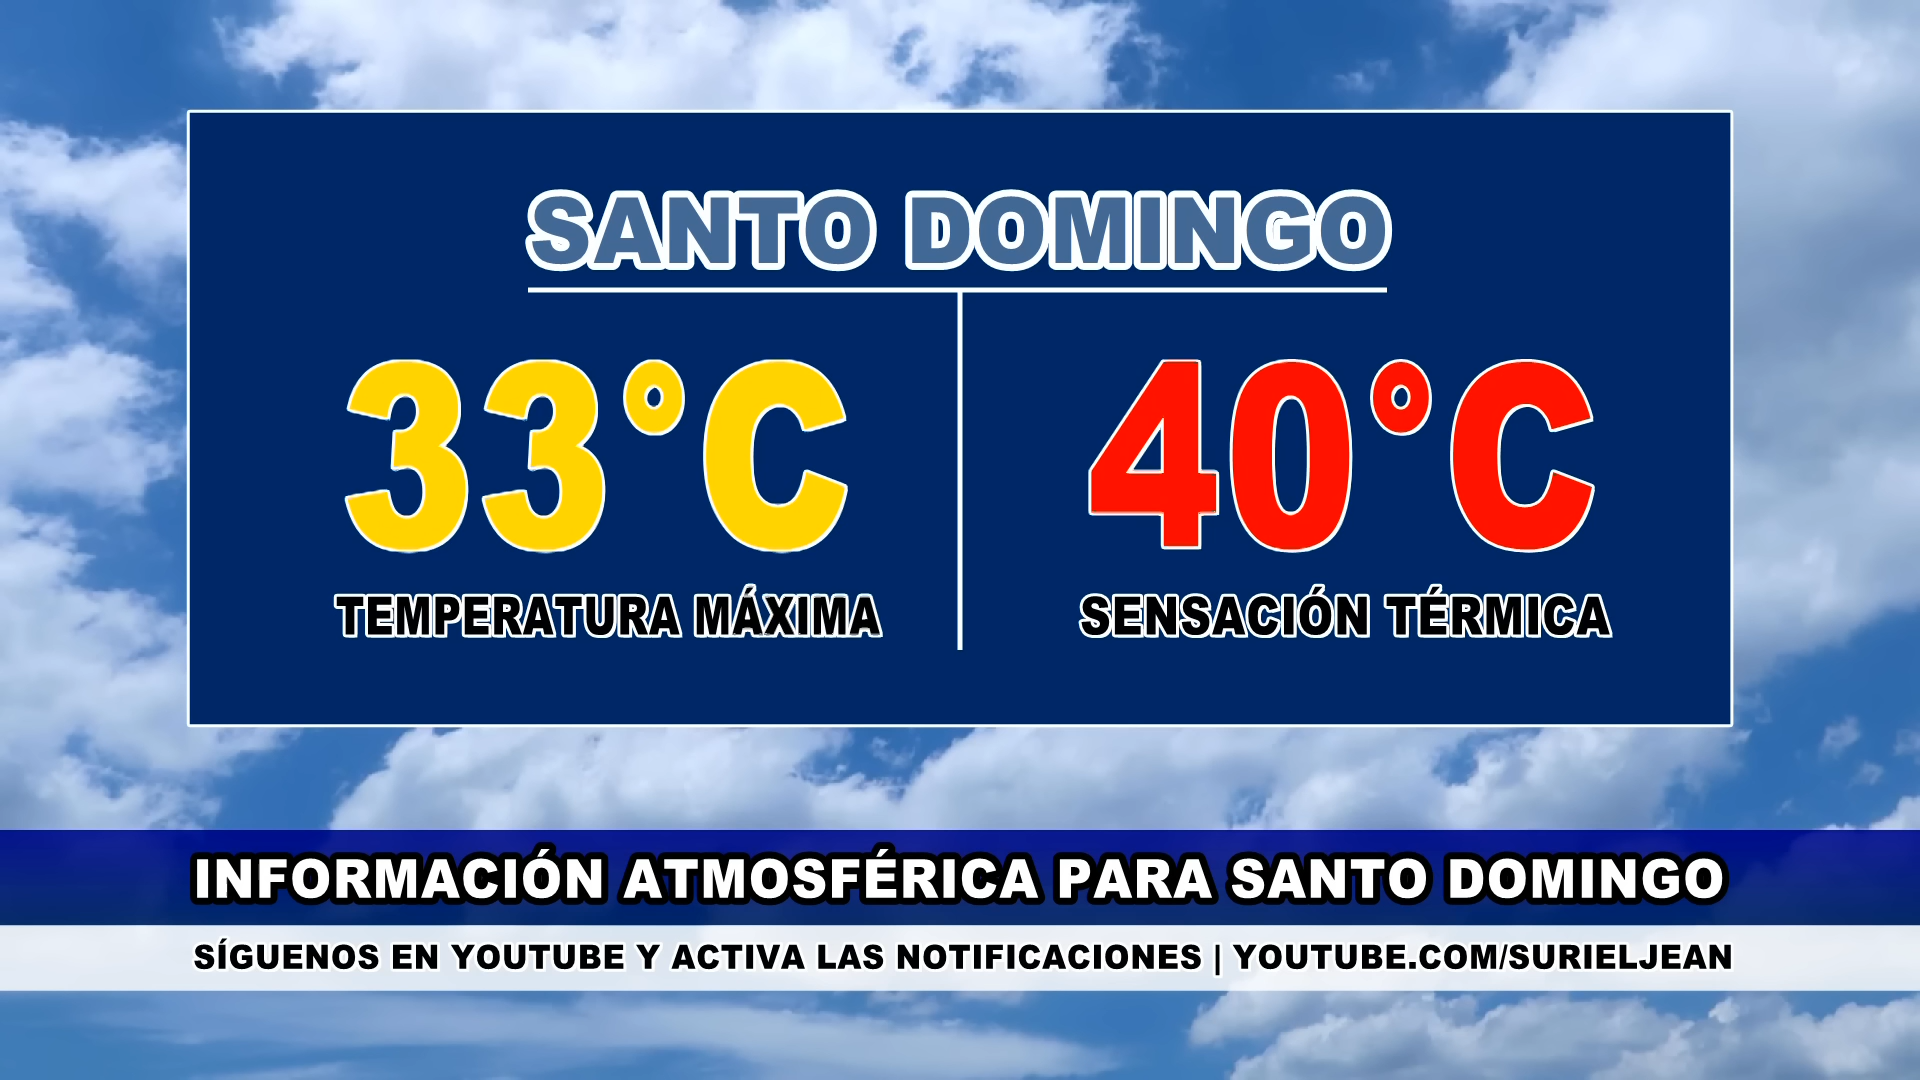 SANTO DOMINGO
33°C
TEMPERATURA MÁXIMA
40°C
SENSACIÓN TÉRMICA
INFORMACIÓN ATMOSFÉRICA PARA SANTO DOMINGO
SÍGUENOS EN YOUTUBE Y ACTIVA LAS NOTIFICACIONES | YOUTUBE.COM/SURIELJEAN